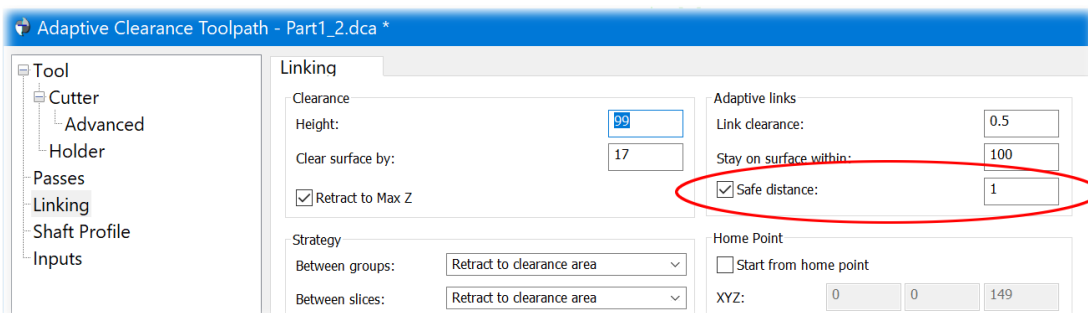 Adaptive Clearance Toolpath - Part1_2.dca *
Tool
Cutter
Advanced
Holder
Passes
Linking
Shaft Profile
Inputs
Linking
Clearance
Height: 99
Clear surface by: 17
Retract to Max Z
Strategy
Between groups: Retract to clearance area
Between slices: Retract to clearance area
Adaptive links
Link clearance: 0.5
Stay on surface within: 100
Safe distance: 1
Home Point
Start from home point
XYZ: 0 0 149